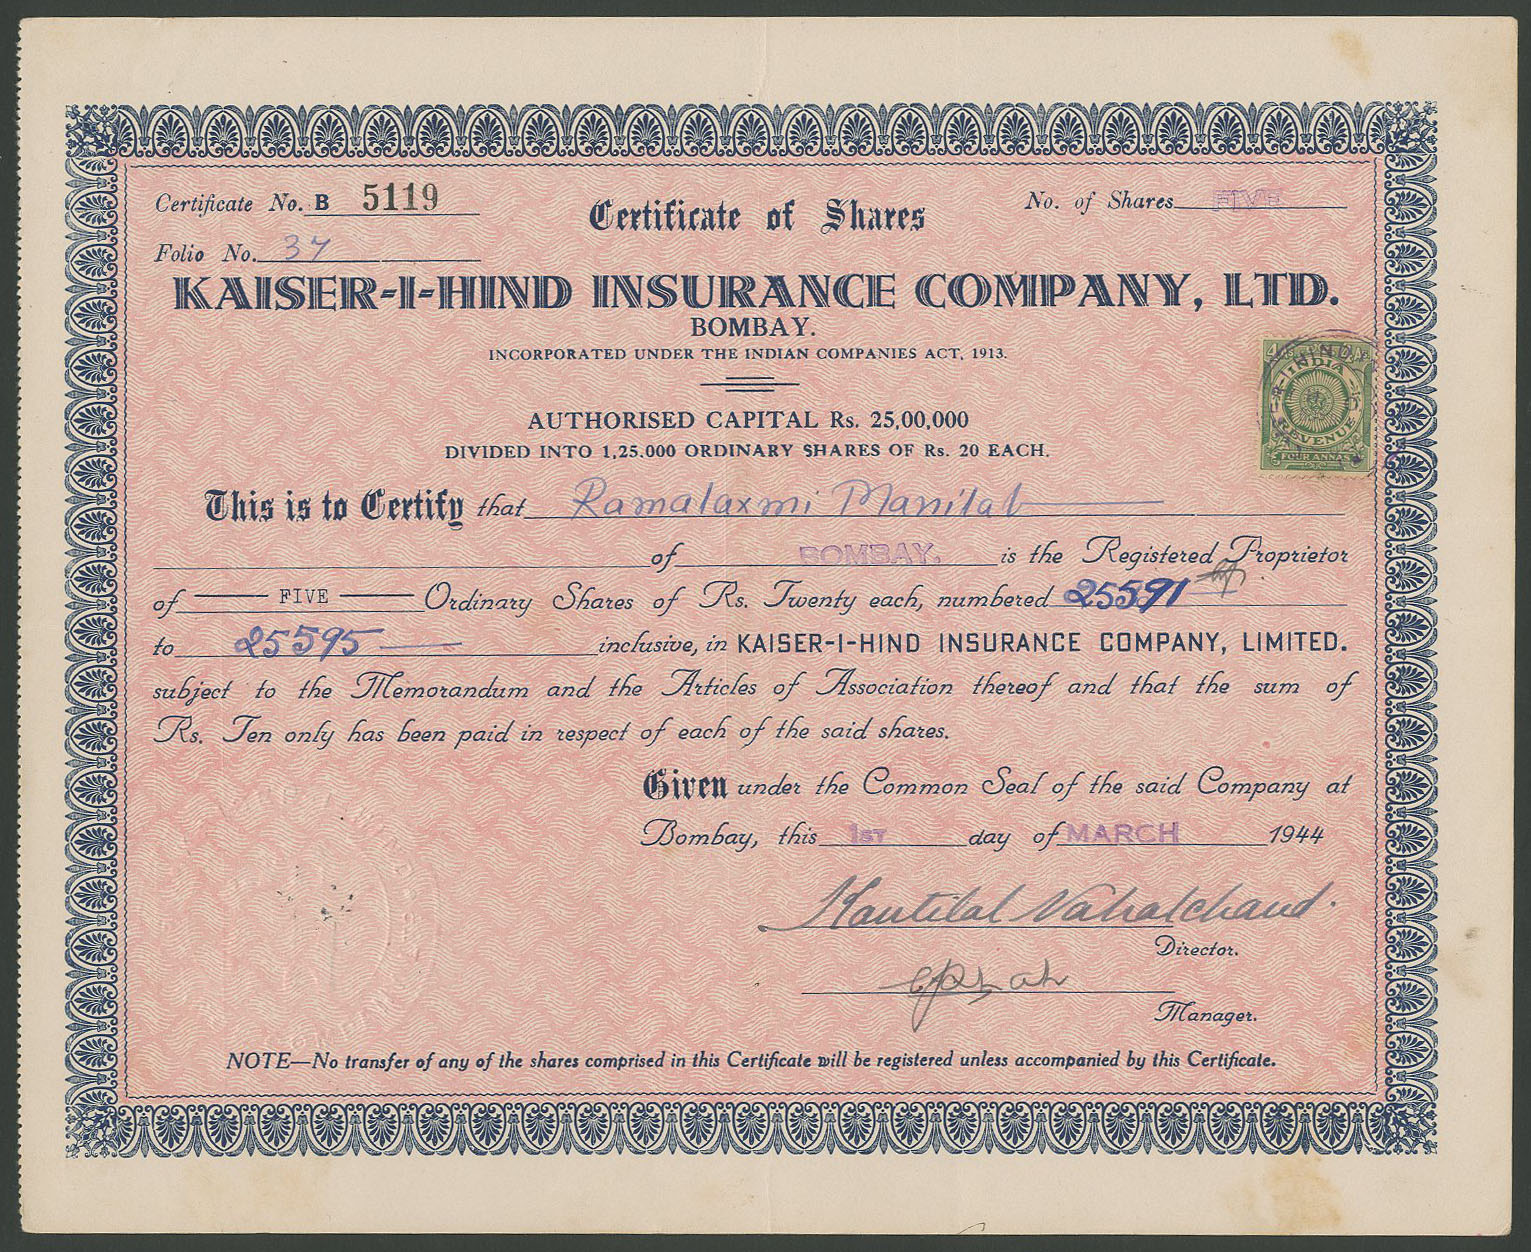 Certificate No. B 5119
Certificate of Shares
No. of Shares FIVE
Folio No. 37
KAISER-I-HIND INSURANCE COMPANY, LTD.
BOMBAY.
INCORPORATED UNDER THE INDIAN COMPANIES ACT, 1913.
INDIA
REVENUE
FOUR ANNAS
AUTHORISED CAPITAL Rs. 25,00,000
DIVIDED INTO 1,25.000 ORDINARY SHARES OF Rs. 20 EACH.
This is to Certify that Ramalaxmi Manilal
of BOMBAY. is the Registered Proprietor
of FIVE Ordinary Shares of Rs. Twenty each, numbered 25591
to 25595 inclusive, in KAISER-I-HIND INSURANCE COMPANY, LIMITED.
subject to the Memorandum and the Articles of Association thereof and that the sum of
Rs. Ten only has been paid in respect of each of the said shares.
Given under the Common Seal of the said Company at
Bombay, this 1ST day of MARCH 1944
Kantilal Nahalchand.
Director.
Manager.
NOTE—No transfer of any of the shares comprised in this Certificate will be registered unless accompanied by this Certificate.